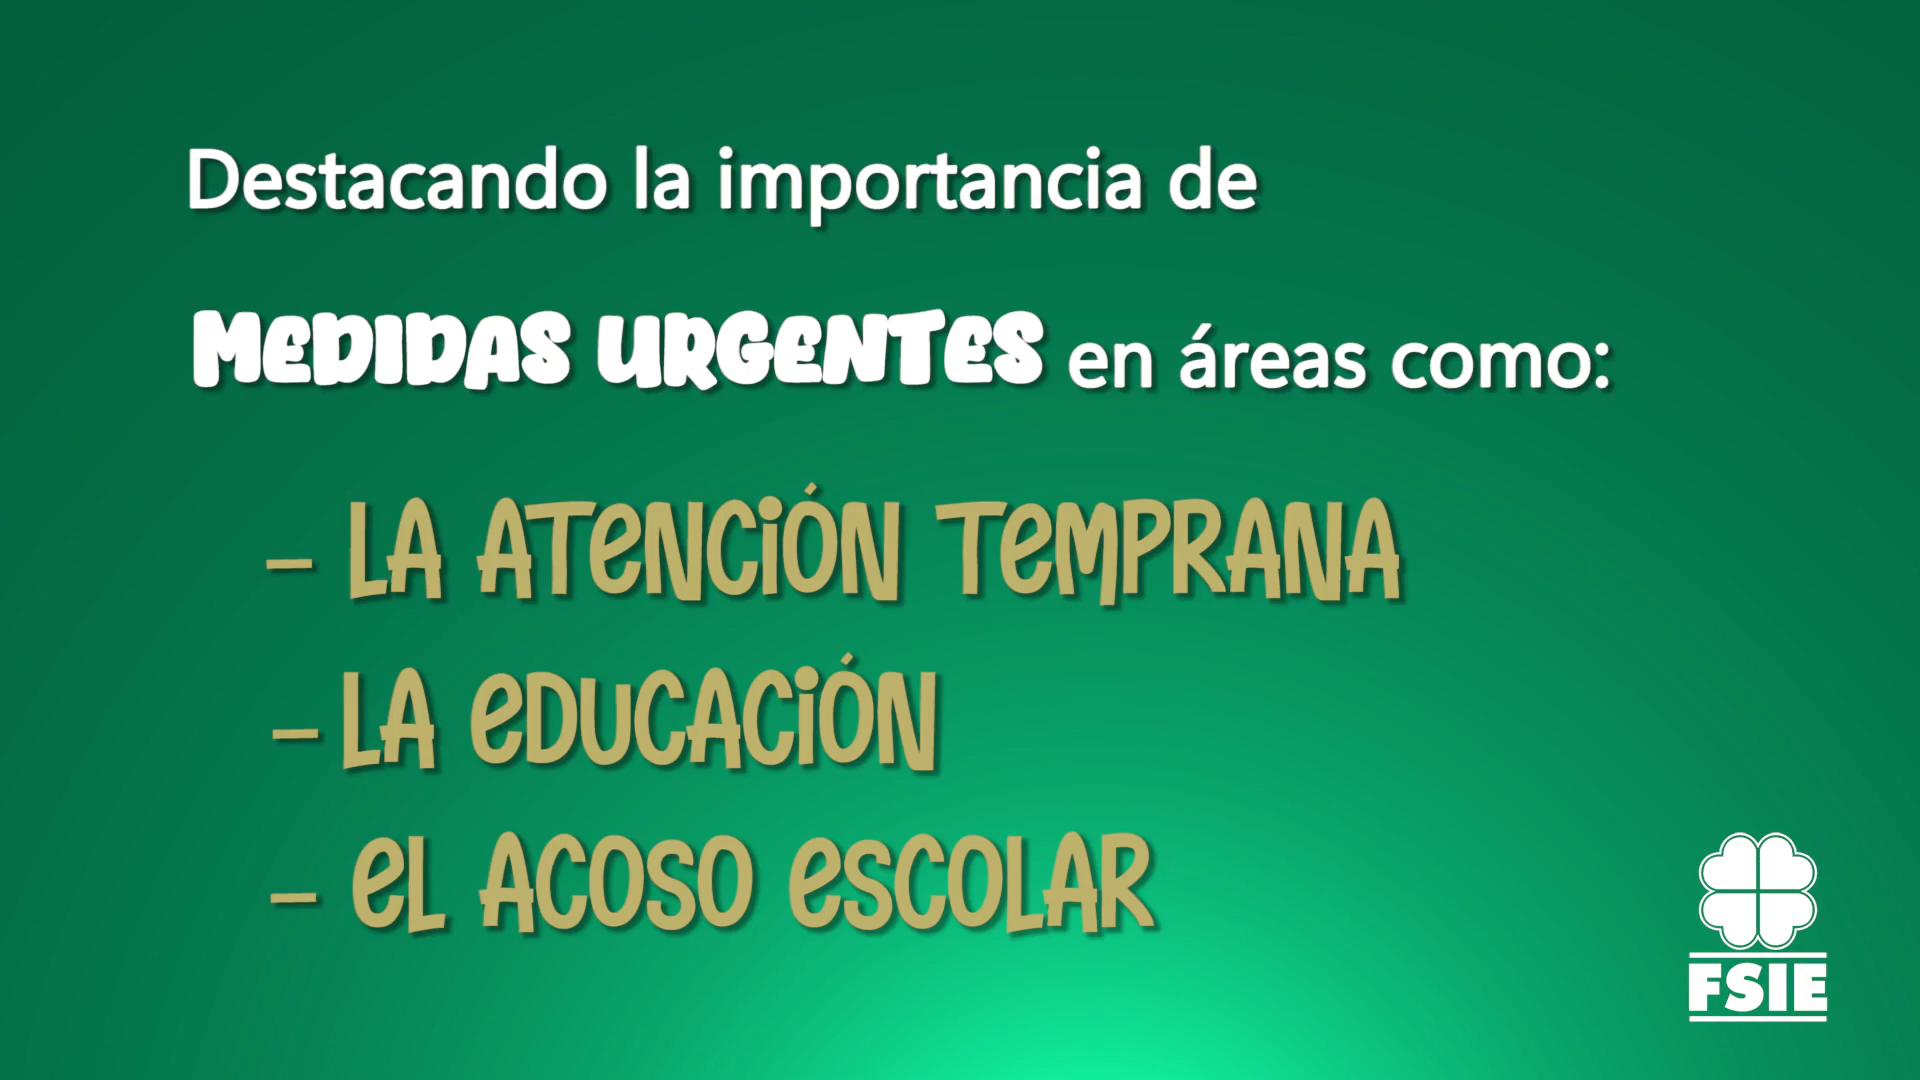 Destacando la importancia de
MEDIDAS URGENTES en áreas como:
- LA ATENCIÓN TEMPRANA
- LA EDUCACIÓN
- EL ACOSO ESCOLAR
FSIE